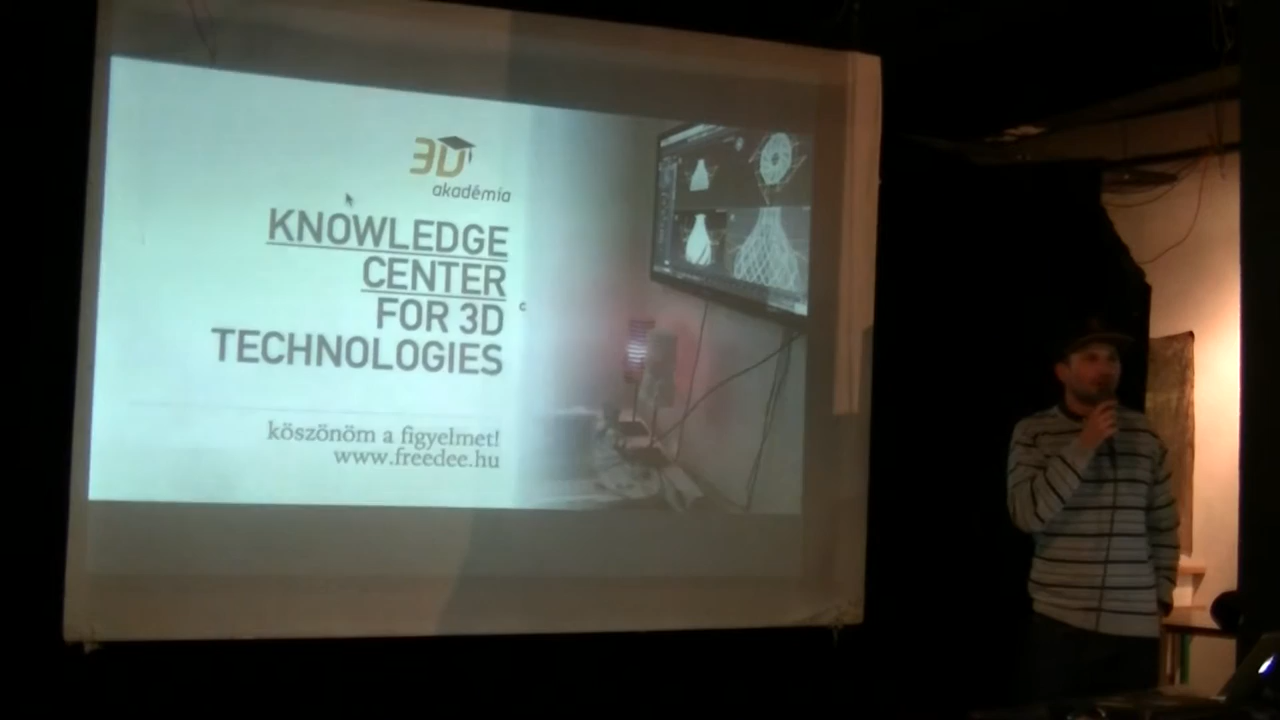 3D
akadémia
KNOWLEDGE
CENTER
FOR 3D
TECHNOLOGIES
köszönöm a figyelmet!
www.freedee.hu